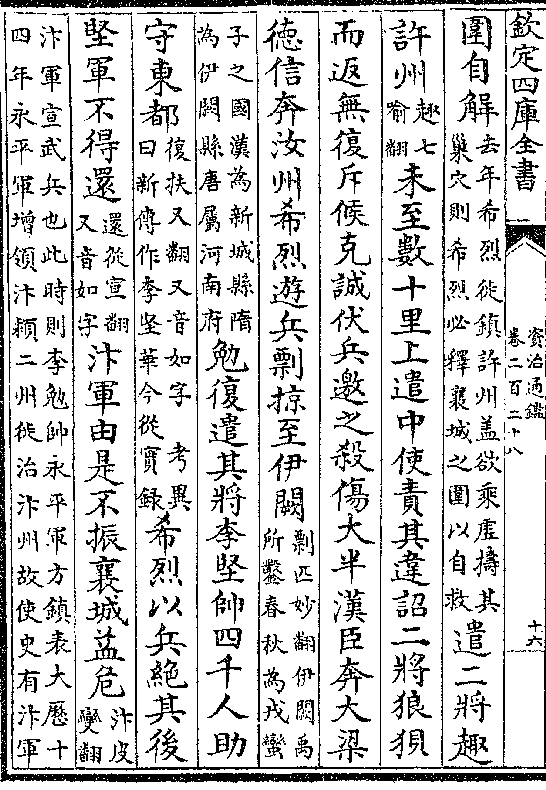 欽定四庫全書
資治通鑑
卷二百二十八
十六
圍自解去年希烈徙鎮許州蓋欲乘虛擣其
巢穴則希烈必釋襄城之圍以自救遣二將趣
許州趣七
喻翻未至數十里上遣中使責其違詔二將狼狽
而返無復斥候克誠伏兵邀之殺傷大半漢臣奔大梁
德信奔汝州希烈遊兵剽掠至伊闕剽匹妙翻伊闕禹
所鑿春秋為戎蠻
子之國漢為新城縣隋
為伊闕縣唐屬河南府勉復遣其將李堅帥四千人助
守東都復扶又翻又音如字 考異
曰新傳作李堅華今從實録希烈以兵絶其後
堅軍不得還還從宣翻
又音如字汴軍由是不振襄城益危汴皮
變翻
汴軍宣武兵也此時則李勉帥永平軍方鎮表大厯十
四年永平軍增領汴潁二州徙治汴州故使史有汴軍